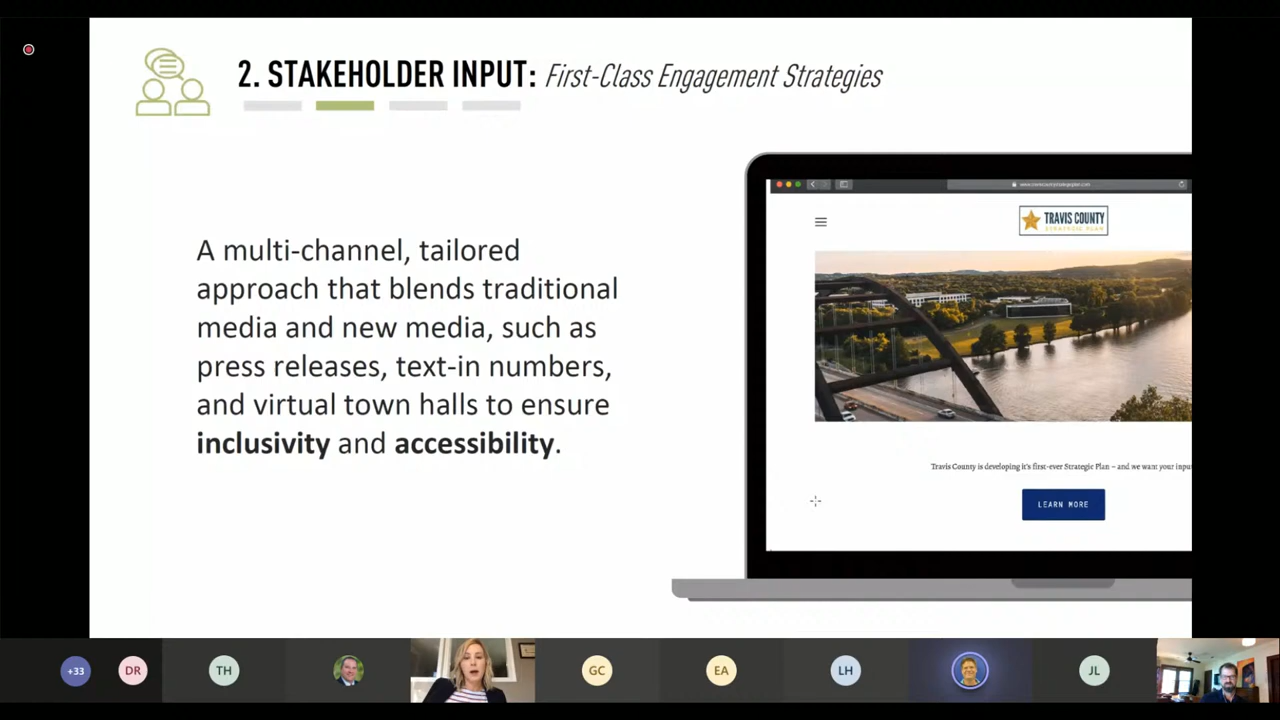 2. STAKEHOLDER INPUT: First-Class Engagement Strategies
A multi-channel, tailored
approach that blends traditional
media and new media, such as
press releases, text-in numbers,
and virtual town halls to ensure
inclusivity and accessibility.
TRAVIS COUNTY
STRATEGIC PLAN
Travis County is developing it's first-ever Strategic Plan – and we want your input
LEARN MORE
+33
DR
TH
GC
EA
LH
JL